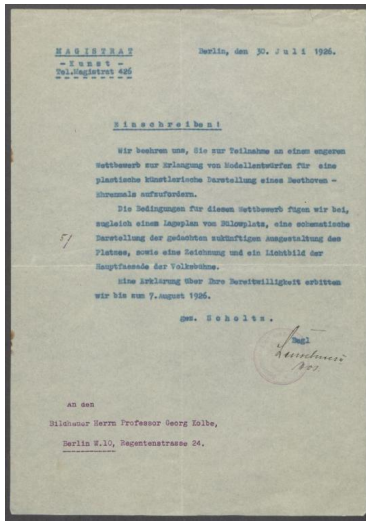 MAGISTRAT
- Kunst -
Tel.Magistrat 426
Berlin, den 30. Juli 1926.
Einschreiben!
Wir beehren uns, Sie zur Teilnahme an einem engeren
Wettbewerb zur Erlangung von Modellentwürfen für eine
plastische künstlerische Darstellung eines Beethoven -
Ehrenmals aufzufordern.
Die Bedingungen für diesen Wettbewerb fügen wir bei,
zugleich einen Lageplan vom Bülowplatz, eine schematische
Darstellung der gedachten zukünftigen Ausgestaltung des
Platzes, sowie eine Zeichnung und ein Lichtbild der
Hauptfassade der Volksbühne.
Eine Erklärung über Ihre Bereitwilligkeit erbitten
wir bis zum 7.August 1926.
gez. Scholtz.
An den
Bildhauer Herrn Professor Georg Kolbe,
Berlin W.10, Regentenstrasse 24.